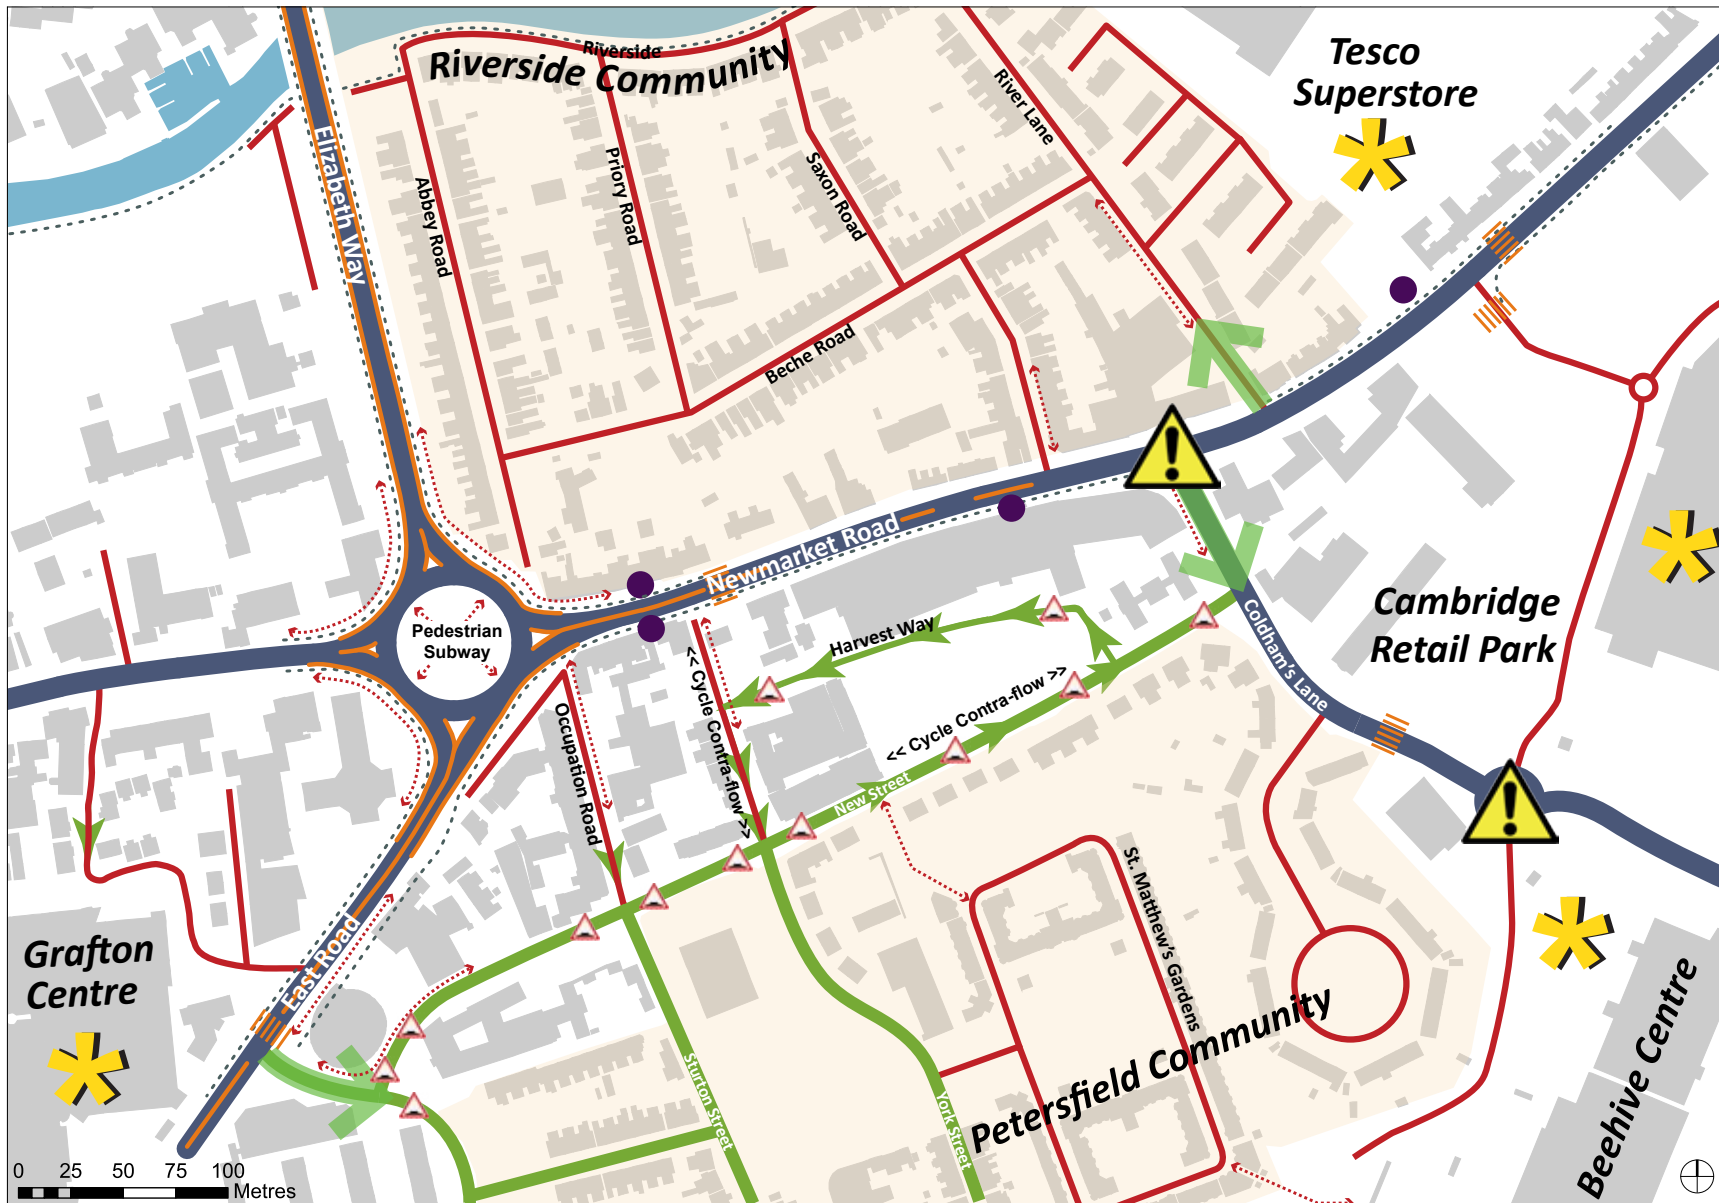 Riverside
Riverside Community
Tesco
Superstore
River Lane
Elizabeth Way
Abbey Road
Priory Road
Saxon Road
Beche Road
Newmarket Road
Pedestrian
Subway
Harvest Way
<< Cycle Contra-flow >>
<< Cycle Contra-flow >>
Coldham's Lane
Cambridge
Retail Park
Occupation Road
New Street
St. Matthew's Gardens
Grafton
Centre
East Road
Sturton Street
York Street
Petersfield Community
Beehive Centre
0 25 50 75 100
Metres